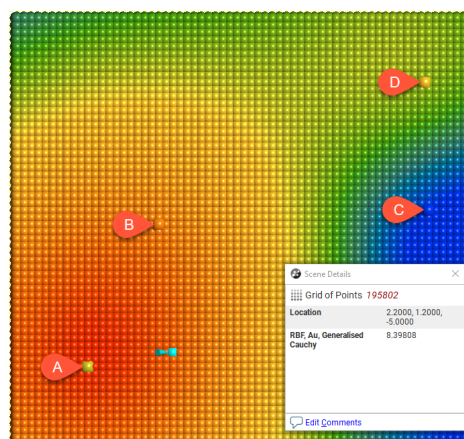 D
C
B
A
Scene Details
Grid of Points 195802
Location
2.2000, 1.2000,
-5.0000
RBF, Au, Generalised
Cauchy
8.39808
Edit Comments